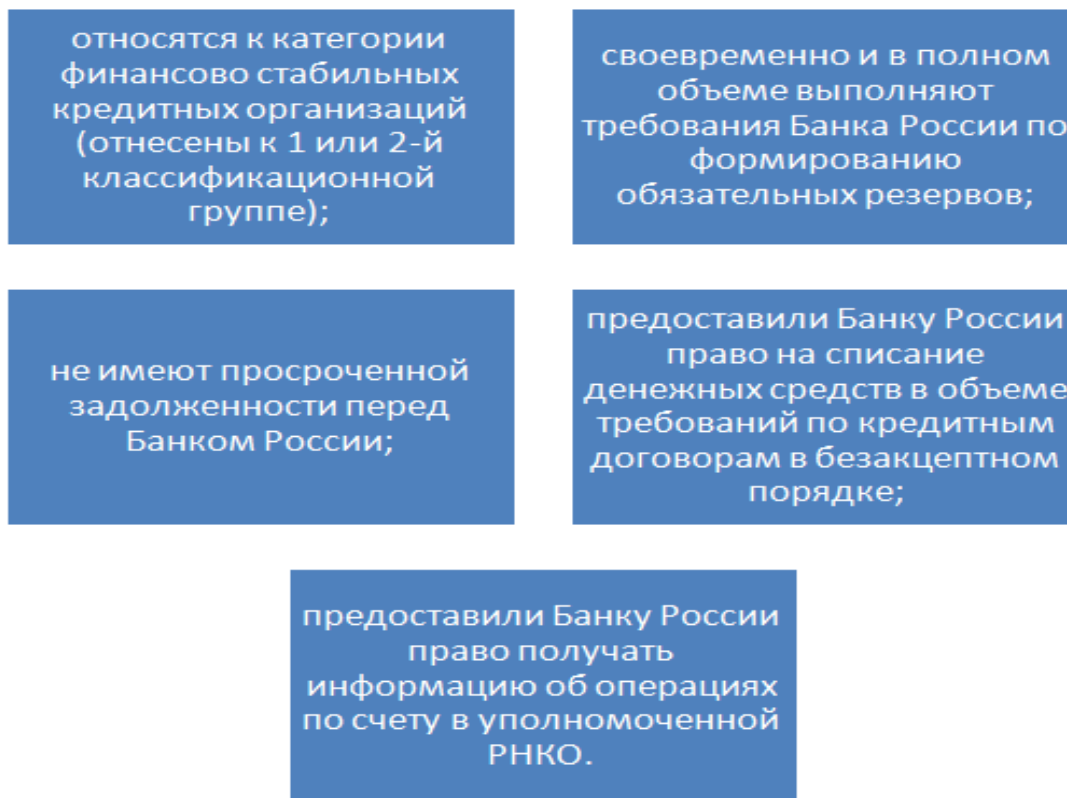 относятся к категории
финансово стабильных
кредитных организаций
(отнесены к 1 или 2-й
классификационной
группе);
своевременно и в полном
объеме выполняют
требования Банка России по
формированию
обязательных резервов;
не имеют просроченной
задолженности перед
Банком России;
предоставили Банку России
право на списание
денежных средств в объеме
требований по кредитным
договорам в безакцептном
порядке;
предоставили Банку России
право получать
информацию об операциях
по счету в уполномоченной
РНКО.